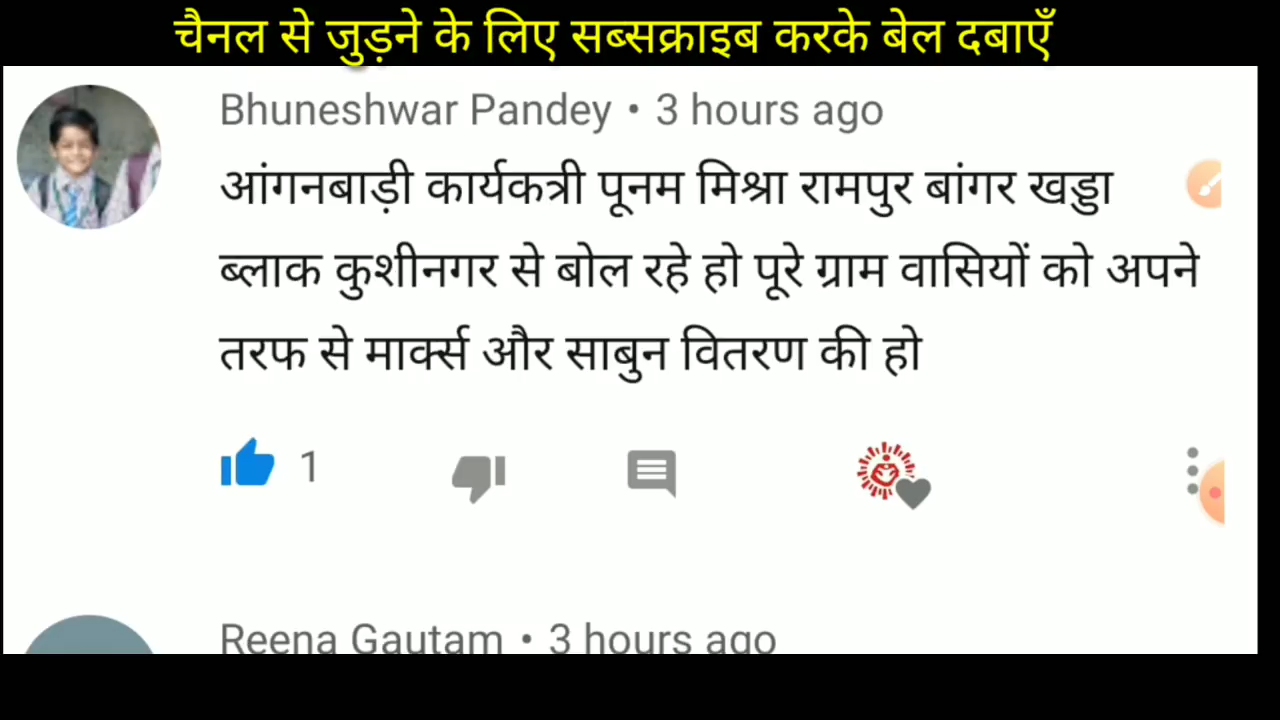 चैनल से जुड़ने के लिए सब्सक्राइब करके बेल दबाएँ
Bhuneshwar Pandey • 3 hours ago
आंगनबाड़ी कार्यकत्री पूनम मिश्रा रामपुर बांगर खड्डा
ब्लाक कुशीनगर से बोल रहे हो पूरे ग्राम वासियों को अपने
तरफ से मार्क्स और साबुन वितरण की हो
1
Reena Gautam • 3 hours ago